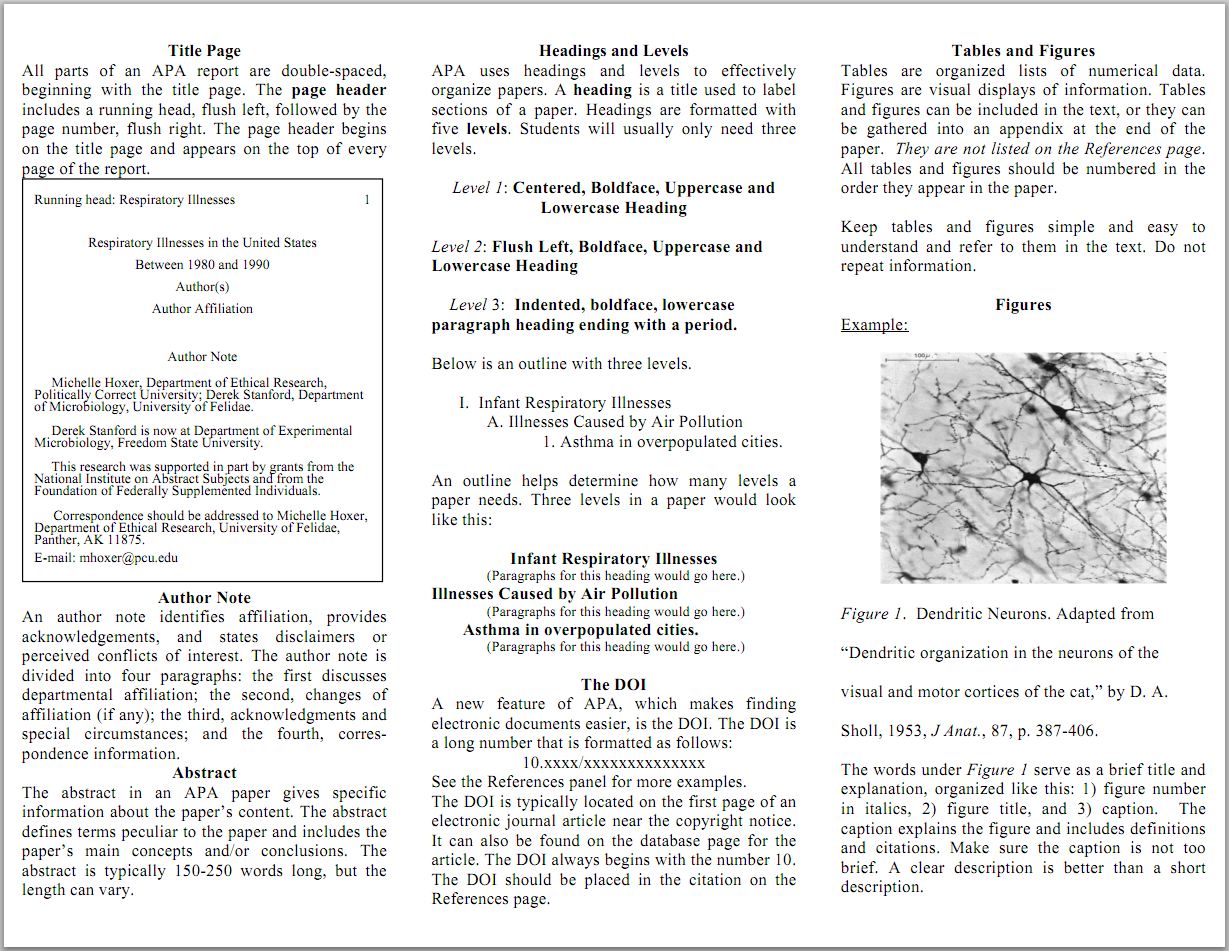 Title Page
All parts of an APA report are double-spaced,
beginning with the title page. The page header
includes a running head, flush left, followed by the
page number, flush right. The page header begins
on the title page and appears on the top of every
page of the report.
Running head: Respiratory Illnesses 1
Respiratory Illnesses in the United States
Between 1980 and 1990
Author(s)
Author Affiliation
Author Note
Michelle Hoxer, Department of Ethical Research,
Politically Correct University; Derek Stanford, Department
of Microbiology, University of Felidae.
Derek Stanford is now at Department of Experimental
Microbiology, Freedom State University.
This research was supported in part by grants from the
National Institute on Abstract Subjects and from the
Foundation of Federally Supplemented Individuals.
Correspondence should be addressed to Michelle Hoxer,
Department of Ethical Research, University of Felidae,
Panther, AK 11875.
E-mail: mhoxer@pcu.edu
Author Note
An author note identifies affiliation, provides
acknowledgements, and states disclaimers or
perceived conflicts of interest. The author note is
divided into four paragraphs: the first discusses
departmental affiliation; the second, changes of
affiliation (if any); the third, acknowledgments and
special circumstances; and the fourth, corres-
pondence information.
Abstract
The abstract in an APA paper gives specific
information about the paper's content. The abstract
defines terms peculiar to the paper and includes the
paper's main concepts and/or conclusions. The
abstract is typically 150-250 words long, but the
length can vary.
Headings and Levels
APA uses headings and levels to effectively
organize papers. A heading is a title used to label
sections of a paper. Headings are formatted with
five levels. Students will usually only need three
levels.
Level 1: Centered, Boldface, Uppercase and
Lowercase Heading
Level 2: Flush Left, Boldface, Uppercase and
Lowercase Heading
Level 3: Indented, boldface, lowercase
paragraph heading ending with a period.
Below is an outline with three levels.
I. Infant Respiratory Illnesses
A. Illnesses Caused by Air Pollution
1. Asthma in overpopulated cities.
An outline helps determine how many levels a
paper needs. Three levels in a paper would look
like this:
Infant Respiratory Illnesses
(Paragraphs for this heading would go here.)
Illnesses Caused by Air Pollution
(Paragraphs for this heading would go here.)
Asthma in overpopulated cities.
(Paragraphs for this heading would go here.)
The DOI
A new feature of APA, which makes finding
electronic documents easier, is the DOI. The DOI is
a long number that is formatted as follows:
10.xxxx/xxxxxxxxxxxxxx
See the References panel for more examples.
The DOI is typically located on the first page of an
electronic journal article near the copyright notice.
It can also be found on the database page for the
article. The DOI always begins with the number 10.
The DOI should be placed in the citation on the
References page.
Tables and Figures
Tables are organized lists of numerical data.
Figures are visual displays of information. Tables
and figures can be included in the text, or they can
be gathered into an appendix at the end of the
paper. They are not listed on the References page.
All tables and figures should be numbered in the
order they appear in the paper.
Keep tables and figures simple and easy to
understand and refer to them in the text. Do not
repeat information.
Figures
Example:
100μ
Figure 1. Dendritic Neurons. Adapted from
“Dendritic organization in the neurons of the
visual and motor cortices of the cat,” by D. A.
Sholl, 1953, J Anat., 87, p. 387-406.
The words under Figure 1 serve as a brief title and
explanation, organized like this: 1) figure number
in italics, 2) figure title, and 3) caption. The
caption explains the figure and includes definitions
and citations. Make sure the caption is not too
brief. A clear description is better than a short
description.